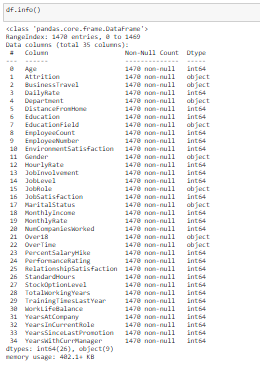 df.info()
<class 'pandas.core.frame.DataFrame'>
RangeIndex: 1470 entries, 0 to 1469
Data columns (total 35 columns):
# Column Non-Null Count Dtype
--- ------ -------------- -----
0 Age 1470 non-null int64
1 Attrition 1470 non-null object
2 BusinessTravel 1470 non-null object
3 DailyRate 1470 non-null int64
4 Department 1470 non-null object
5 DistanceFromHome 1470 non-null int64
6 Education 1470 non-null int64
7 EducationField 1470 non-null object
8 EmployeeCount 1470 non-null int64
9 EmployeeNumber 1470 non-null int64
10 EnvironmentSatisfaction 1470 non-null int64
11 Gender 1470 non-null object
12 HourlyRate 1470 non-null int64
13 JobInvolvement 1470 non-null int64
14 JobLevel 1470 non-null int64
15 JobRole 1470 non-null object
16 JobSatisfaction 1470 non-null int64
17 MaritalStatus 1470 non-null object
18 MonthlyIncome 1470 non-null int64
19 MonthlyRate 1470 non-null int64
20 NumCompaniesWorked 1470 non-null int64
21 Over18 1470 non-null object
22 OverTime 1470 non-null object
23 PercentSalaryHike 1470 non-null int64
24 PerformanceRating 1470 non-null int64
25 RelationshipSatisfaction 1470 non-null int64
26 StandardHours 1470 non-null int64
27 StockOptionLevel 1470 non-null int64
28 TotalWorkingYears 1470 non-null int64
29 TrainingTimesLastYear 1470 non-null int64
30 WorkLifeBalance 1470 non-null int64
31 YearsAtCompany 1470 non-null int64
32 YearsInCurrentRole 1470 non-null int64
33 YearsSinceLastPromotion 1470 non-null int64
34 YearsWithCurrManager 1470 non-null int64
dtypes: int64(26), object(9)
memory usage: 402.1+ KB